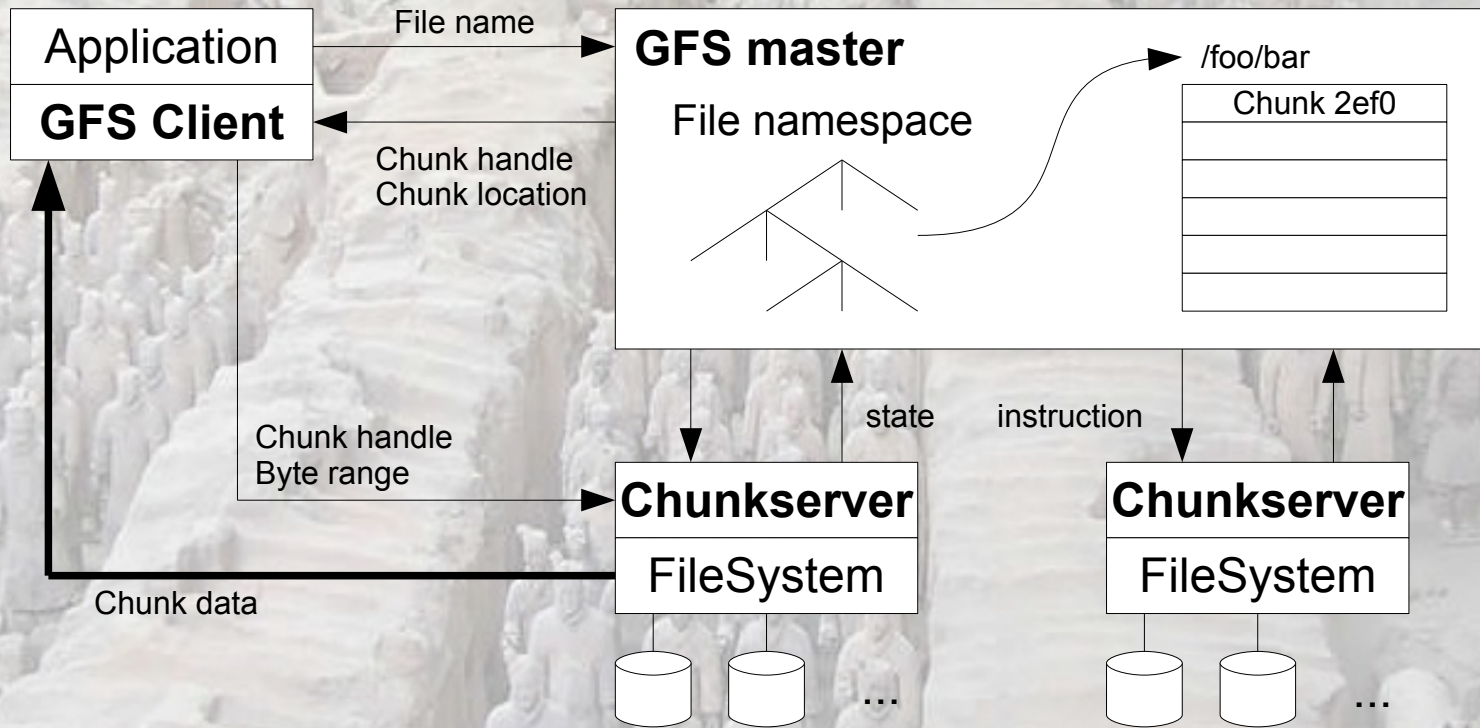 Application
GFS Client
File name
Chunk handle
Chunk location
GFS master
File namespace
/foo/bar
Chunk 2ef0
Chunk handle
Byte range
state
instruction
Chunkserver
FileSystem
...
Chunkserver
FileSystem
...
Chunk data